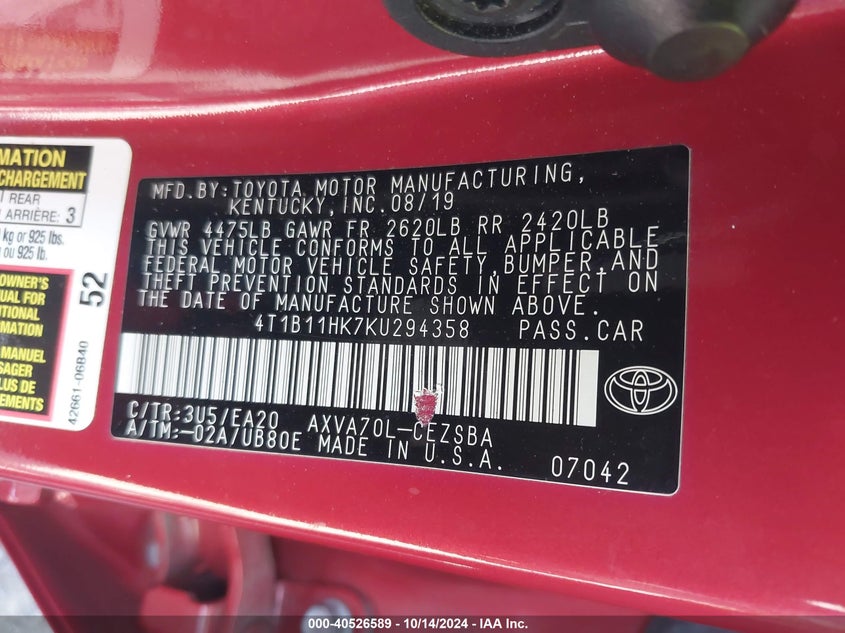 MATION
CHARGEMENT
REAR
ARRIÈRE: 3
kg or 925 lbs.
ou 925 lb.
OWNER'S
UAL FOR
TIONAL
MATION
MANUEL
SAGER
US DE
EMENTS
52
42661-06B40
MFD.BY:TOYOTA MOTOR MANUFACTURING,
KENTUCKY,INC.08/19
GVWR 4475LB GAWR FR 2620LB RR 2420LB
THIS VEHICLE CONFORMS TO ALL APPLICABLE
FEDERAL MOTOR VEHICLE SAFETY,BUMPER,AND
THEFT PREVENTION STANDARDS IN EFFECT ON
THE DATE OF MANUFACTURE SHOWN ABOVE.
4T1B11HK7KU294358 PASS.CAR
C/TR:3U5/EA20 AXVA70L-CEZSBA
A/TM:-02A/UB80E MADE IN U.S.A.
07042
000-40526589 - 10/14/2024 - IAA Inc.